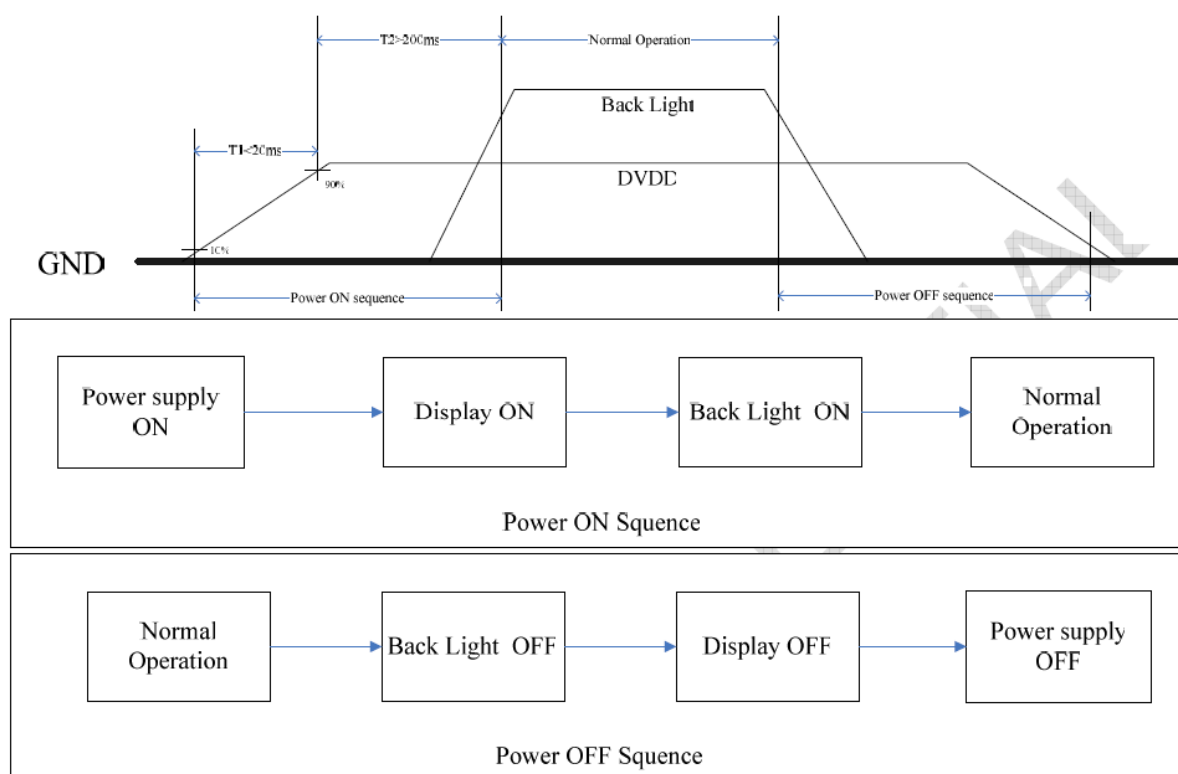 T2>200ms
Normal Operation
Back Light
T1<20ms
DVDD
90%
10%
GND
Power ON sequence
Power OFF sequence
Power supply
ON
Display ON
Back Light ON
Normal
Operation
Power ON Squence
Normal
Operation
Back Light OFF
Display OFF
Power supply
OFF
Power OFF Squence